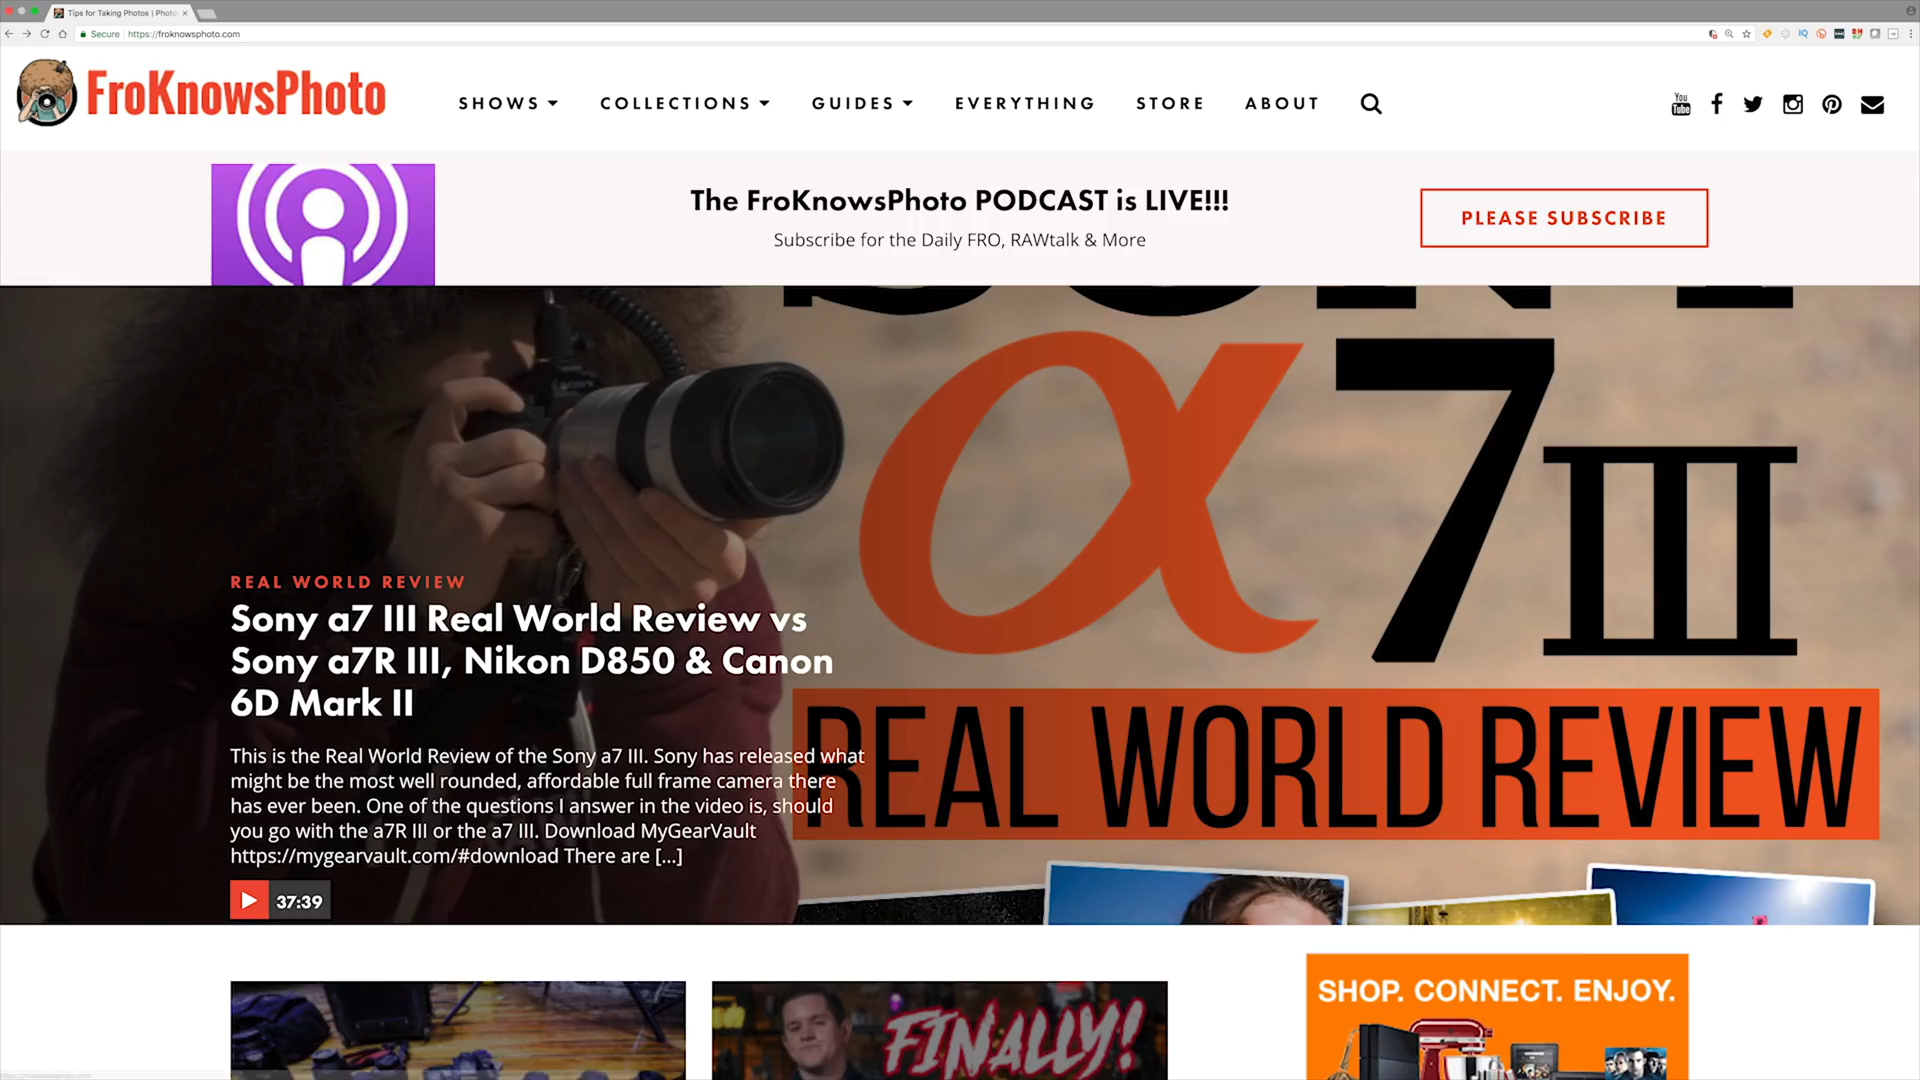 Tips for Taking Photos | Photo
Secure https://froknowsphoto.com
FroKnowsPhoto
SHOWS COLLECTIONS GUIDES EVERYTHING STORE ABOUT
You Tube
The FroKnowsPhoto PODCAST is LIVE!!!
Subscribe for the Daily FRO, RAWtalk & More
PLEASE SUBSCRIBE
SONY
α7III
REAL WORLD REVIEW
REAL WORLD REVIEW
Sony a7 III Real World Review vs
Sony a7R III, Nikon D850 & Canon
6D Mark II
This is the Real World Review of the Sony a7 III. Sony has released what
might be the most well rounded, affordable full frame camera there
has ever been. One of the questions I answer in the video is, should
you go with the a7R III or the a7 III. Download MyGearVault
https://mygearvault.com/#download There are [...]
37:39
FINALLY!
SHOP. CONNECT. ENJOY.
https://froknowsphoto.com